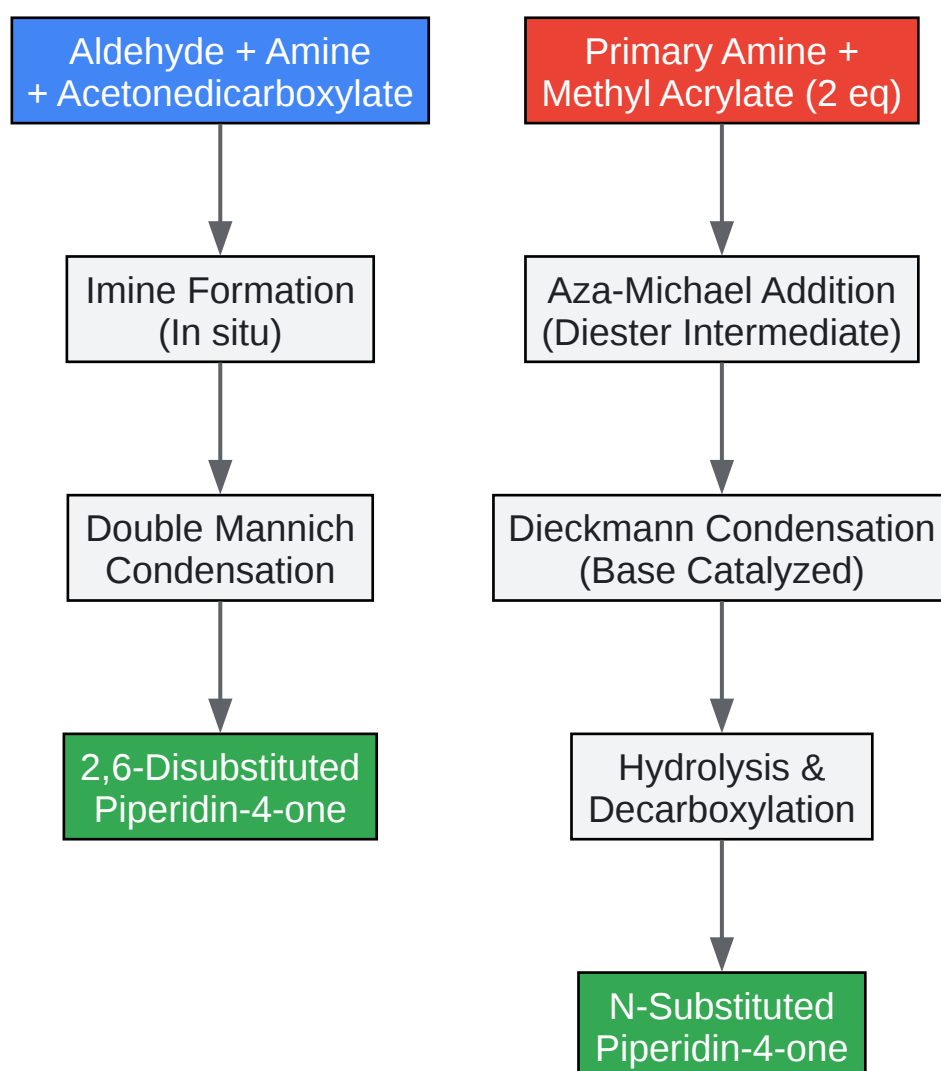 Aldehyde + Amine
+ Acetonedicarboxylate
Imine Formation
(In situ)
Double Mannich
Condensation
2,6-Disubstituted
Piperidin-4-one
Primary Amine +
Methyl Acrylate (2 eq)
Aza-Michael Addition
(Diester Intermediate)
Dieckmann Condensation
(Base Catalyzed)
Hydrolysis &
Decarboxylation
N-Substituted
Piperidin-4-one